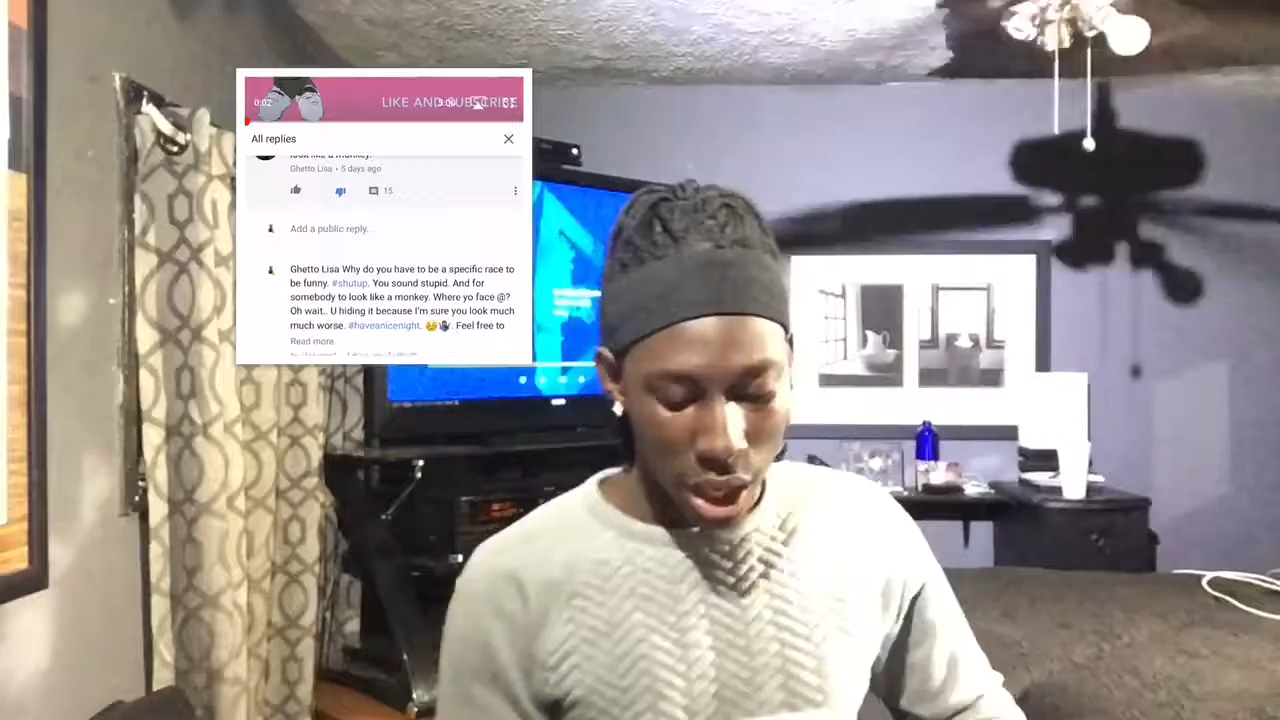 0:02
LIKE AND SUBSCRIBE
All replies
look like a monkey.
Ghetto Lisa • 5 days ago
15
Add a public reply...
Ghetto Lisa Why do you have to be a specific race to
be funny. #shutup. You sound stupid. And for
somebody to look like a monkey. Where yo face @?
Oh wait.. U hiding it because I'm sure you look much
much worse. #haveanicenight. 😏🙊. Feel free to
Read more